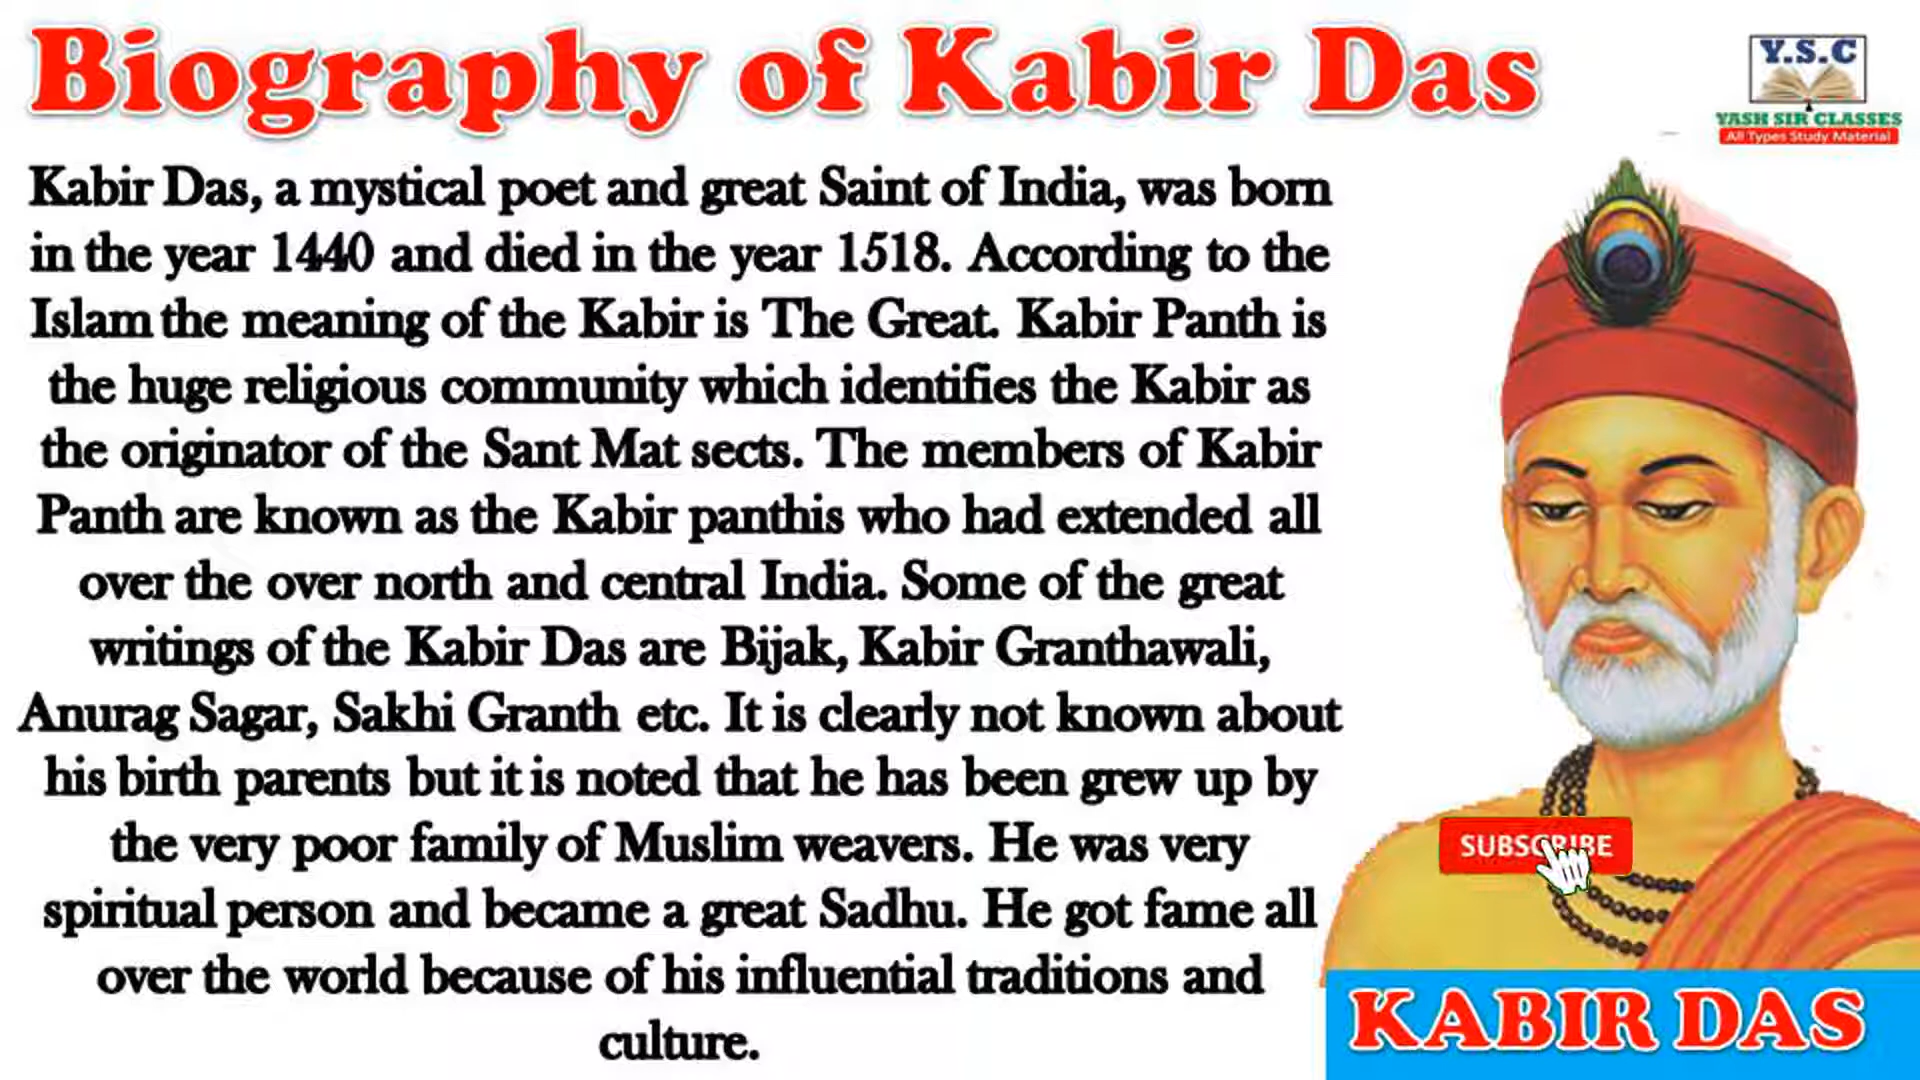 Biography of Kabir Das
Y.S.C
YASH SIR CLASSES
All Types Study Material
Kabir Das, a mystical poet and great Saint of India, was born
in the year 1440 and died in the year 1518. According to the
Islam the meaning of the Kabir is The Great. Kabir Panth is
the huge religious community which identifies the Kabir as
the originator of the Sant Mat sects. The members of Kabir
Panth are known as the Kabir panthis who had extended all
over the over north and central India. Some of the great
writings of the Kabir Das are Bijak, Kabir Granthawali,
Anurag Sagar, Sakhi Granth etc. It is clearly not known about
his birth parents but it is noted that he has been grew up by
the very poor family of Muslim weavers. He was very
spiritual person and became a great Sadhu. He got fame all
over the world because of his influential traditions and
culture.
SUBSCRIBE
KABIR DAS